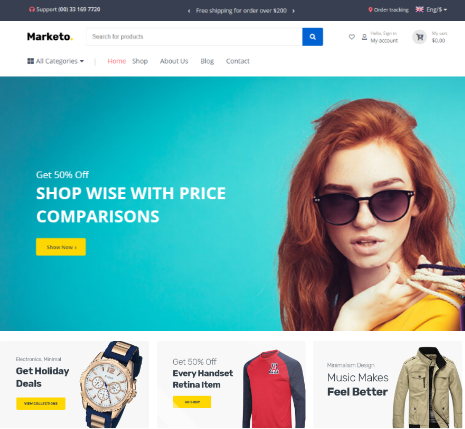 Support (00) 33 169 7720
‹ Free shipping for order over $200 ›
Order tracking
Eng/$
Marketo.
Search for products
Hello, Sign in
My account
My cart
$0.00
All Categories
Home Shop About Us Blog Contact
Get 50% Off
SHOP WISE WITH PRICE
COMPARISONS
Shop Now ›
Electronics, Minimal
Get Holiday
Deals
VIEW COLLECTIONS
Get 50% Off
Every Handset
Retina Item
Minimalism Design
Music Makes
Feel Better